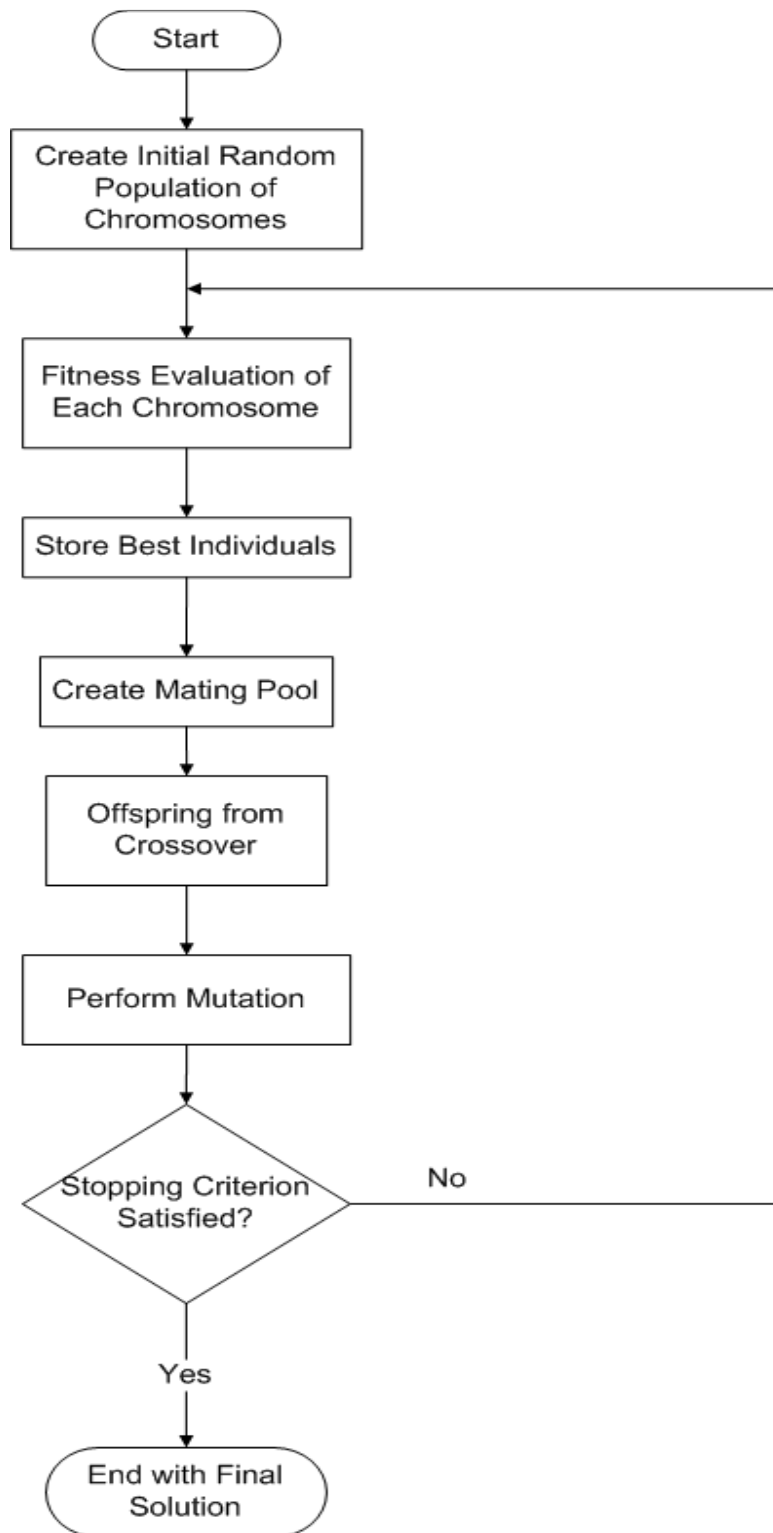 Start
Create Initial Random
Population of
Chromosomes
Fitness Evaluation of
Each Chromosome
Store Best Individuals
Create Mating Pool
Offspring from
Crossover
Perform Mutation
Stopping Criterion
Satisfied?
No
Yes
End with Final
Solution